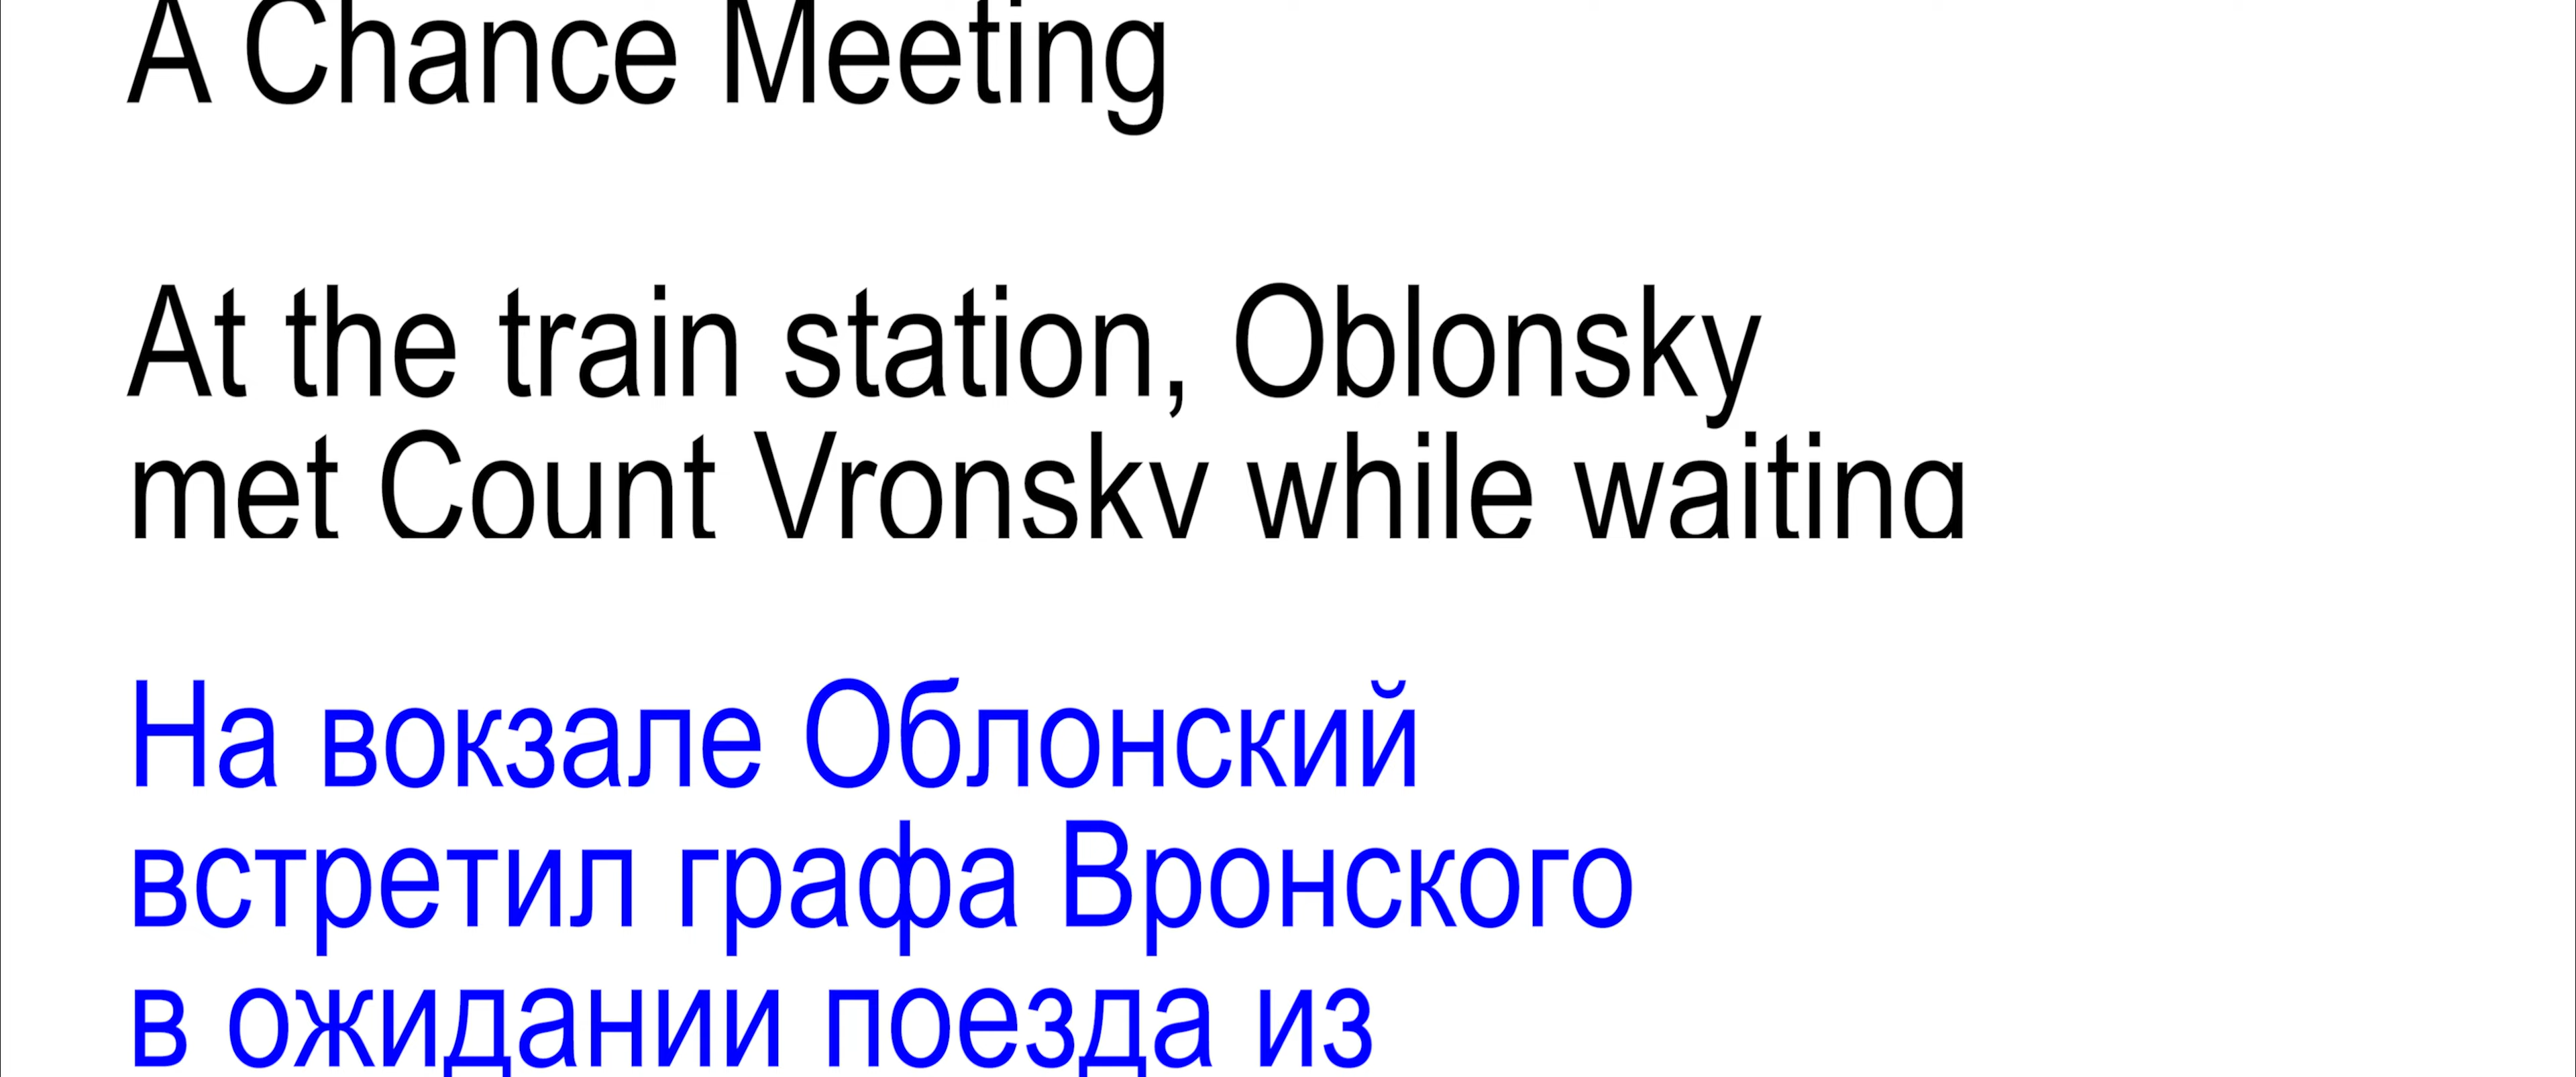 A Chance Meeting
At the train station, Oblonsky
met Count Vronsky while waiting
На вокзале Облонский
встретил графа Вронского
в ожидании поезда из